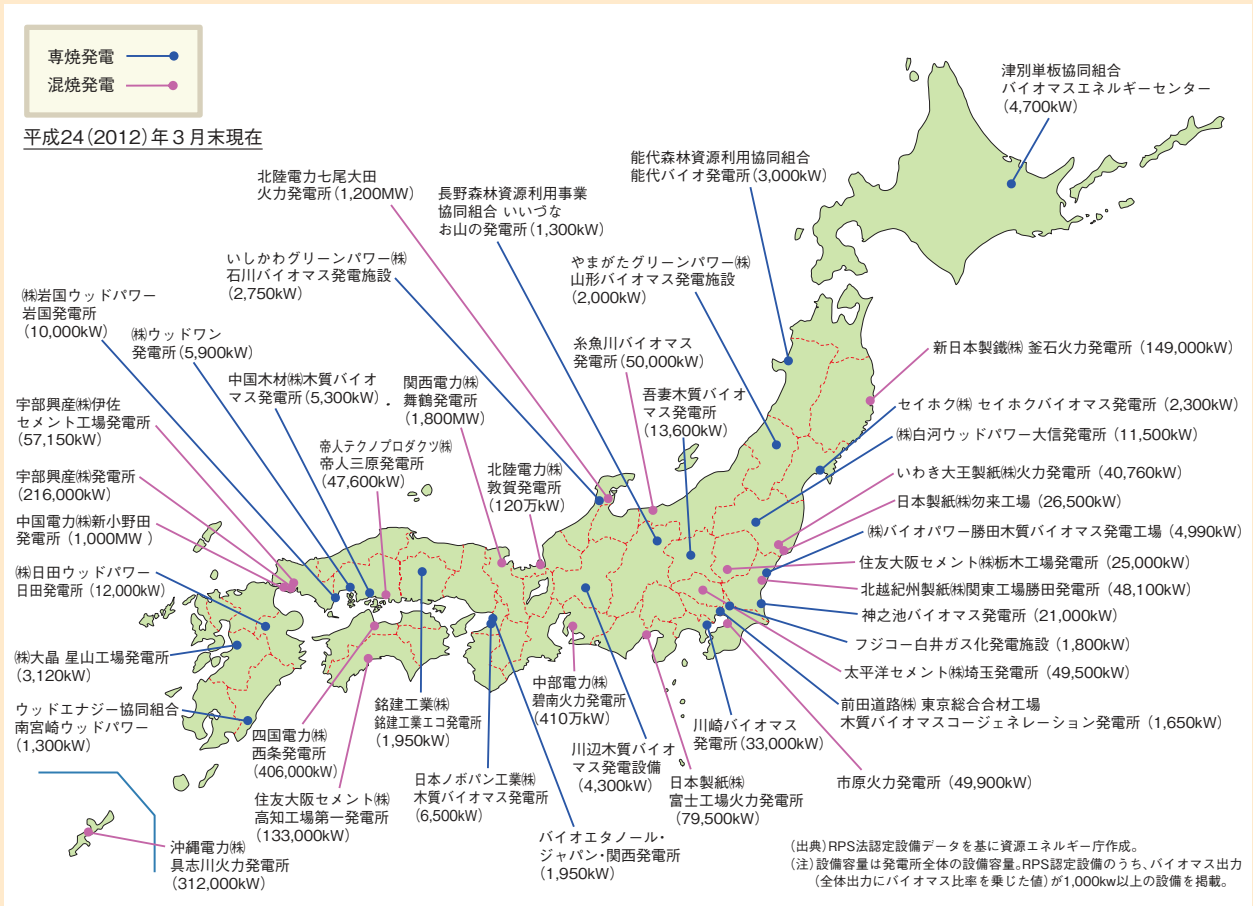 専焼発電
混焼発電
平成24(2012)年3月末現在
津別単板協同組合
バイオマスエネルギーセンター
(4,700kW)
能代森林資源利用協同組合
能代バイオ発電所(3,000kW)
北陸電力七尾大田
火力発電所(1,200MW)
長野森林資源利用事業
協同組合 いいづな
お山の発電所(1,300kW)
いしかわグリーンパワー㈱
石川バイオマス発電施設
(2,750kW)
やまがたグリーンパワー㈱
山形バイオマス発電施設
(2,000kW)
㈱岩国ウッドパワー
岩国発電所
(10,000kW)
㈱ウッドワン
発電所(5,900kW)
糸魚川バイオマス
発電所(50,000kW)
新日本製鐵㈱ 釜石火力発電所(149,000kW)
中国木材㈱木質バイオ
マス発電所(5,300kW)
関西電力㈱
舞鶴発電所
(1,800MW)
吾妻木質バイオ
マス発電所
(13,600kW)
セイホク㈱ セイホクバイオマス発電所(2,300kW)
宇部興産㈱伊佐
セメント工場発電所
(57,150kW)
㈱白河ウッドパワー大信発電所(11,500kW)
帝人テクノプロダクツ㈱
帝人三原発電所
(47,600kW)
北陸電力㈱
敦賀発電所
(120万kW)
いわき大王製紙㈱火力発電所(40,760kW)
宇部興産㈱発電所
(216,000kW)
日本製紙㈱勿来工場(26,500kW)
中国電力㈱新小野田
発電所(1,000MW )
㈱バイオパワー勝田木質バイオマス発電工場(4,990kW)
住友大阪セメント㈱栃木工場発電所(25,000kW)
㈱日田ウッドパワー
日田発電所(12,000kW)
北越紀州製紙㈱関東工場勝田発電所(48,100kW)
神之池バイオマス発電所(21,000kW)
フジコー白井ガス化発電施設(1,800kW)
㈱大晶 星山工場発電所
(3,120kW)
太平洋セメント㈱埼玉発電所(49,500kW)
ウッドエナジー協同組合
南宮崎ウッドパワー
(1,300kW)
四国電力㈱
西条発電所
(406,000kW)
銘建工業㈱
銘建工業エコ発電所
(1,950kW)
中部電力㈱
碧南火力発電所
(410万kW)
川崎バイオマス
発電所(33,000kW)
前田道路㈱ 東京総合合材工場
木質バイオマスコージェネレーション発電所(1,650kW)
川辺木質バイオ
マス発電設備
(4,300kW)
日本製紙㈱
富士工場火力発電所
(79,500kW)
市原火力発電所(49,900kW)
日本ノボパン工業㈱
木質バイオマス発電所
(6,500kW)
住友大阪セメント㈱
高知工場第一発電所
(133,000kW)
バイオエタノール・
ジャパン・関西発電所
(1,950kW)
沖縄電力㈱
具志川火力発電所
(312,000kW)
(出典)RPS法認定設備データを基に資源エネルギー庁作成。
(注)設備容量は発電所全体の設備容量。RPS認定設備のうち、バイオマス出力
(全体出力にバイオマス比率を乗じた値)が1,000kw以上の設備を掲載。